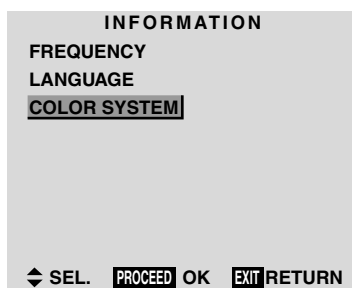 INFORMATION
FREQUENCY
LANGUAGE
COLOR SYSTEM
SEL. PROCEED OK EXIT RETURN